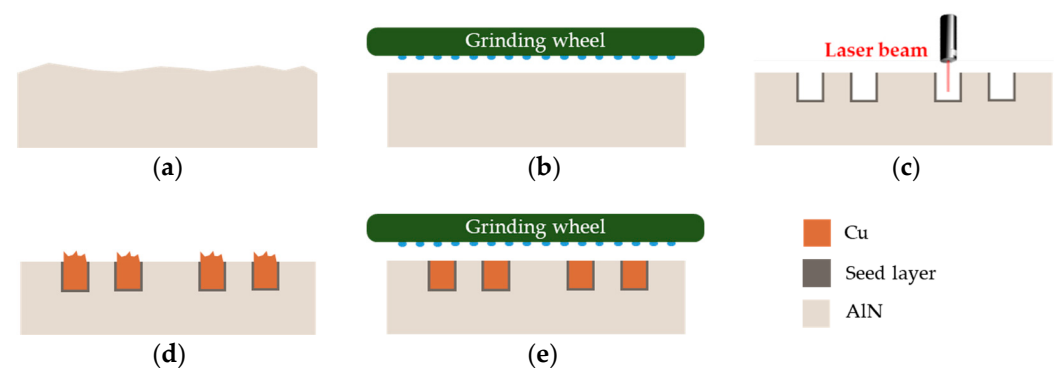 Grinding wheel
Laser beam
(a)
(b)
(c)
Grinding wheel
Cu
Seed layer
AlN
(d)
(e)